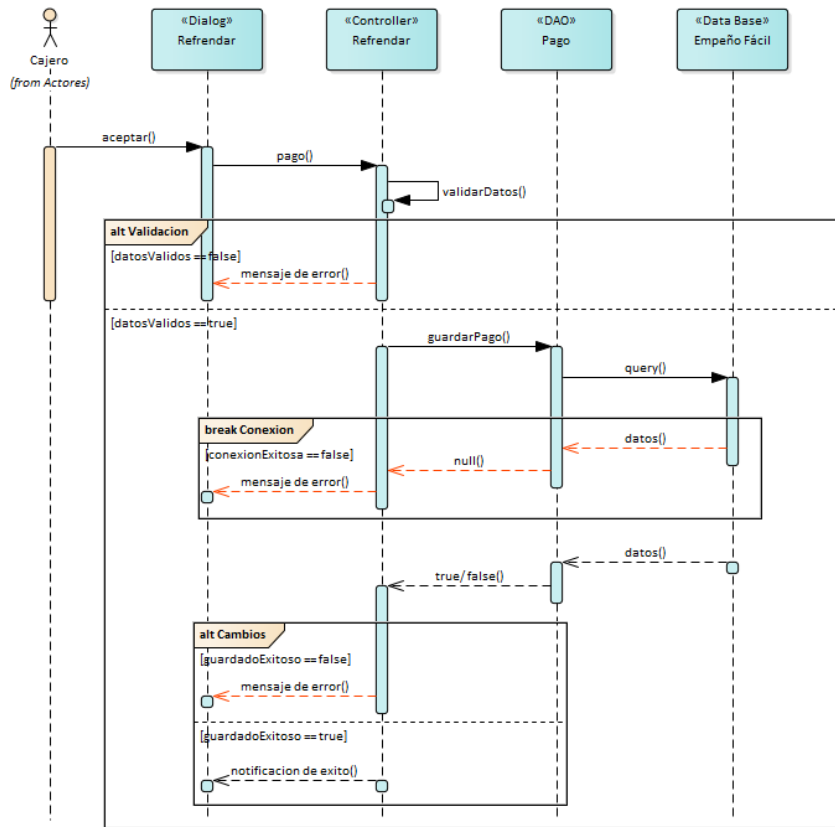 «Dialog»
Refrendar
«Controller»
Refrendar
«DAO»
Pago
«Data Base»
Empeño Fácil
Cajero
(from Actores)
aceptar()
pago()
validarDatos()
alt Validacion
[datosValidos ==false]
mensaje de error()
[datosValidos ==true]
guardarPago()
query()
break Conexion
datos()
[conexionExitosa ==false]
null()
mensaje de error()
datos()
true/false()
alt Cambios
[guardadoExitoso ==false]
mensaje de error()
[guardadoExitoso ==true]
notificacion de exito()